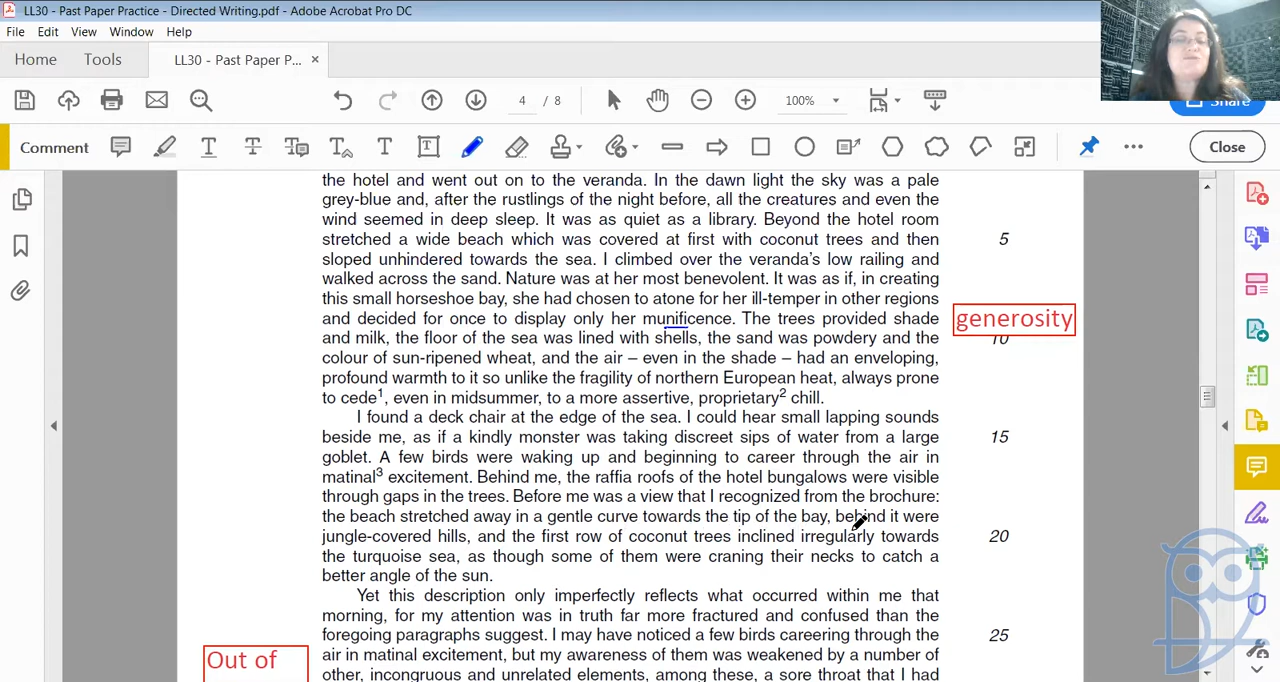 LL30 - Past Paper Practice - Directed Writing.pdf - Adobe Acrobat Pro DC
File Edit View Window Help
Home Tools LL30 - Past Paper P... ×
4 / 8 100%
Share
Comment Close
the hotel and went out on to the veranda. In the dawn light the sky was a pale
grey-blue and, after the rustlings of the night before, all the creatures and even the
wind seemed in deep sleep. It was as quiet as a library. Beyond the hotel room
stretched a wide beach which was covered at first with coconut trees and then 5
sloped unhindered towards the sea. I climbed over the veranda's low railing and
walked across the sand. Nature was at her most benevolent. It was as if, in creating
this small horseshoe bay, she had chosen to atone for her ill-temper in other regions
and decided for once to display only her munificence. The trees provided shade generosity
and milk, the floor of the sea was lined with shells, the sand was powdery and the 10
colour of sun-ripened wheat, and the air – even in the shade – had an enveloping,
profound warmth to it so unlike the fragility of northern European heat, always prone
to cede¹, even in midsummer, to a more assertive, proprietary² chill.
I found a deck chair at the edge of the sea. I could hear small lapping sounds
beside me, as if a kindly monster was taking discreet sips of water from a large 15
goblet. A few birds were waking up and beginning to career through the air in
matinal³ excitement. Behind me, the raffia roofs of the hotel bungalows were visible
through gaps in the trees. Before me was a view that I recognized from the brochure:
the beach stretched away in a gentle curve towards the tip of the bay, behind it were
jungle-covered hills, and the first row of coconut trees inclined irregularly towards 20
the turquoise sea, as though some of them were craning their necks to catch a
better angle of the sun.
Yet this description only imperfectly reflects what occurred within me that
morning, for my attention was in truth far more fractured and confused than the
foregoing paragraphs suggest. I may have noticed a few birds careering through the 25
air in matinal excitement, but my awareness of them was weakened by a number of
Out of
other, incongruous and unrelated elements, among these, a sore throat that I had